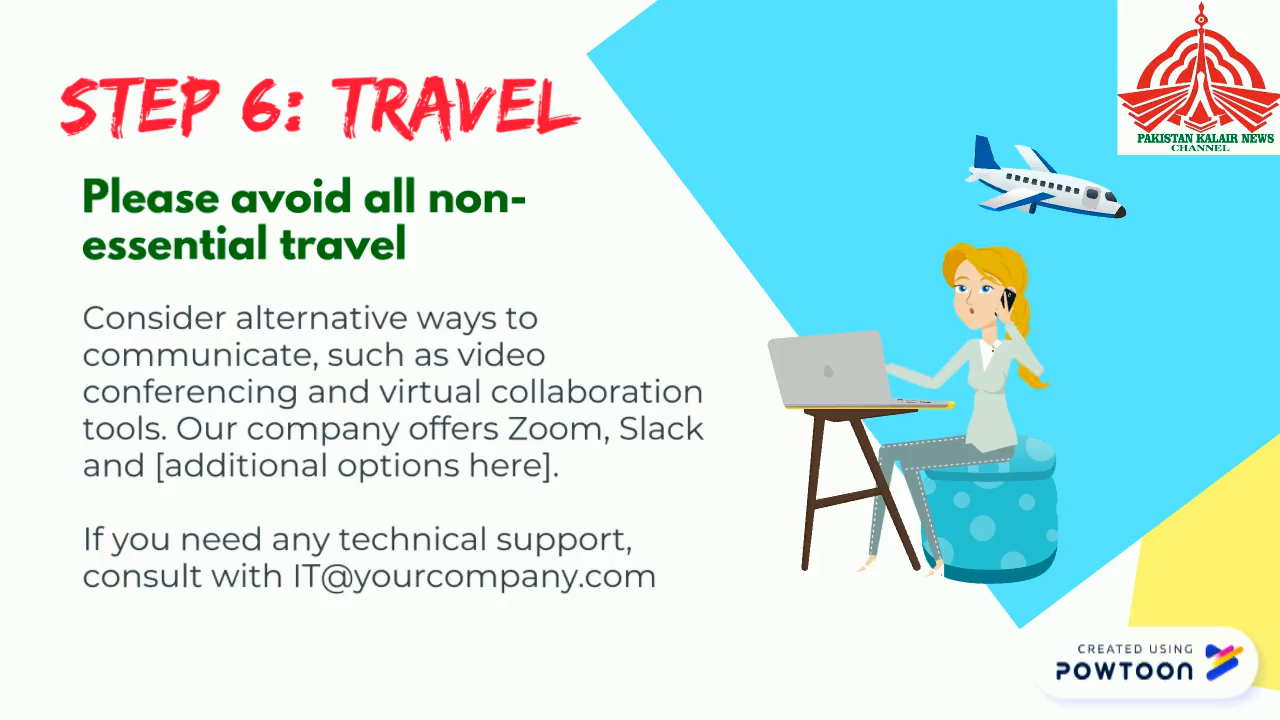 STEP 6: TRAVEL
Please avoid all non-
essential travel
Consider alternative ways to
communicate, such as video
conferencing and virtual collaboration
tools. Our company offers Zoom, Slack
and [additional options here].
If you need any technical support,
consult with IT@yourcompany.com
PAKISTAN KALAIR NEWS
CHANNEL
CREATED USING
POWTOON